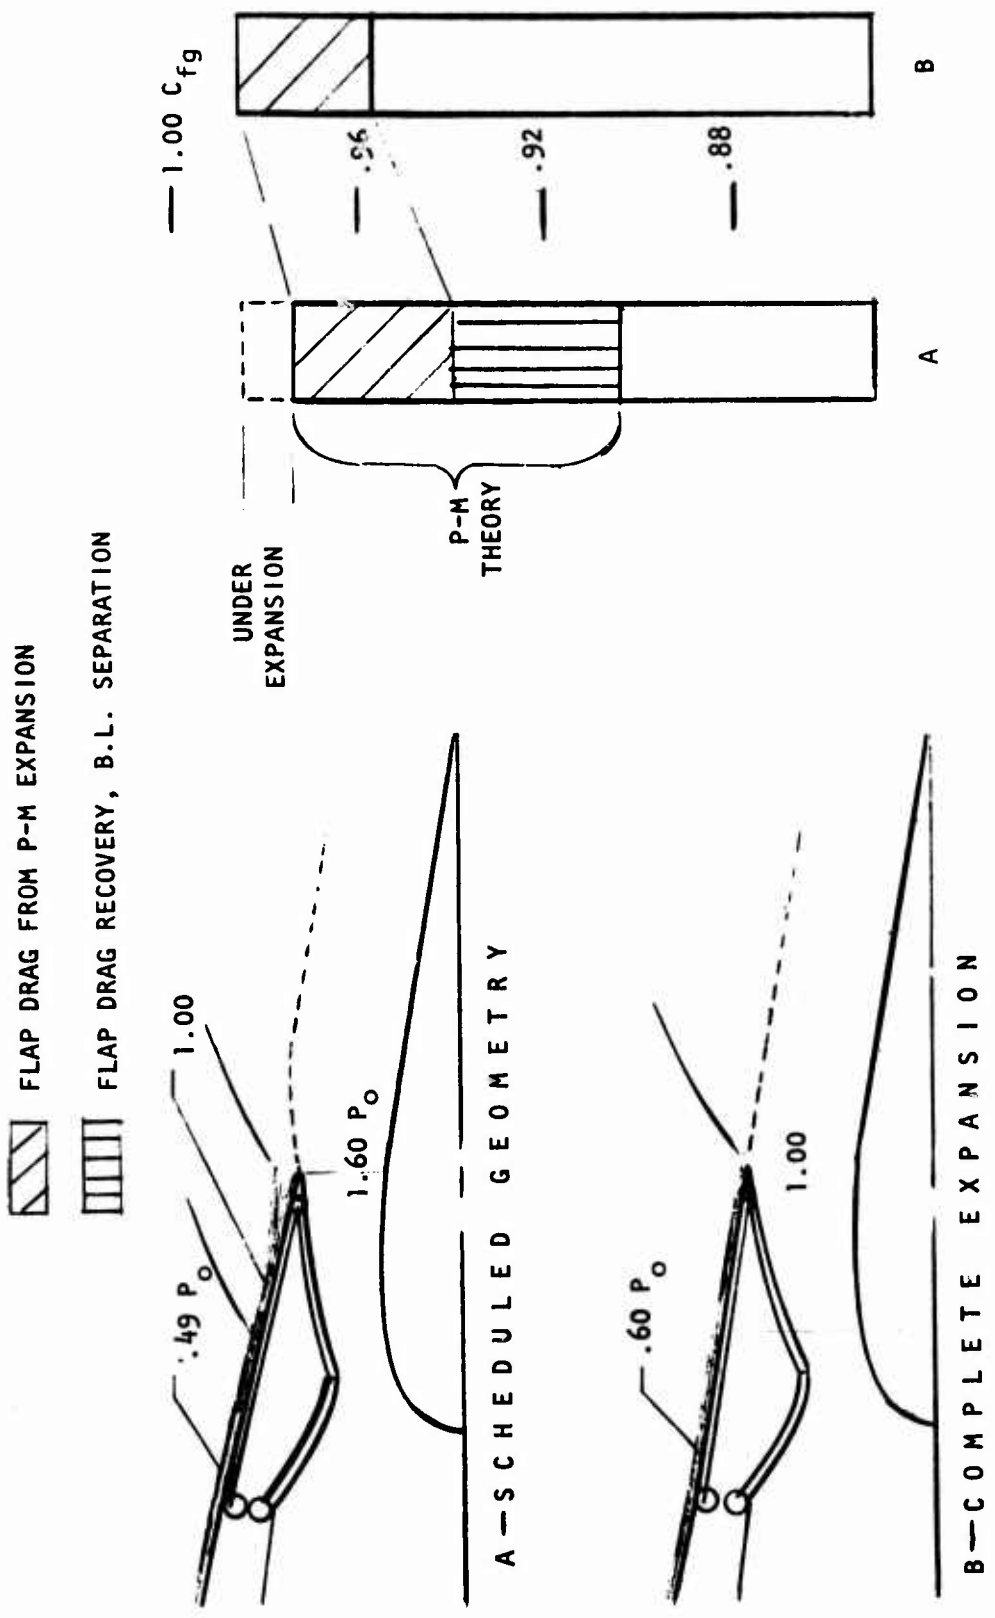 FLAP DRAG FROM P-M EXPANSION
FLAP DRAG RECOVERY, B.L. SEPARATION
.49 Po
1.00
1.60 Po
A—SCHEDULED GEOMETRY
.60 Po
1.00
B—COMPLETE EXPANSION
UNDER
EXPANSION
P-M
THEORY
1.00 Cfg
.96
.92
.88
A
B